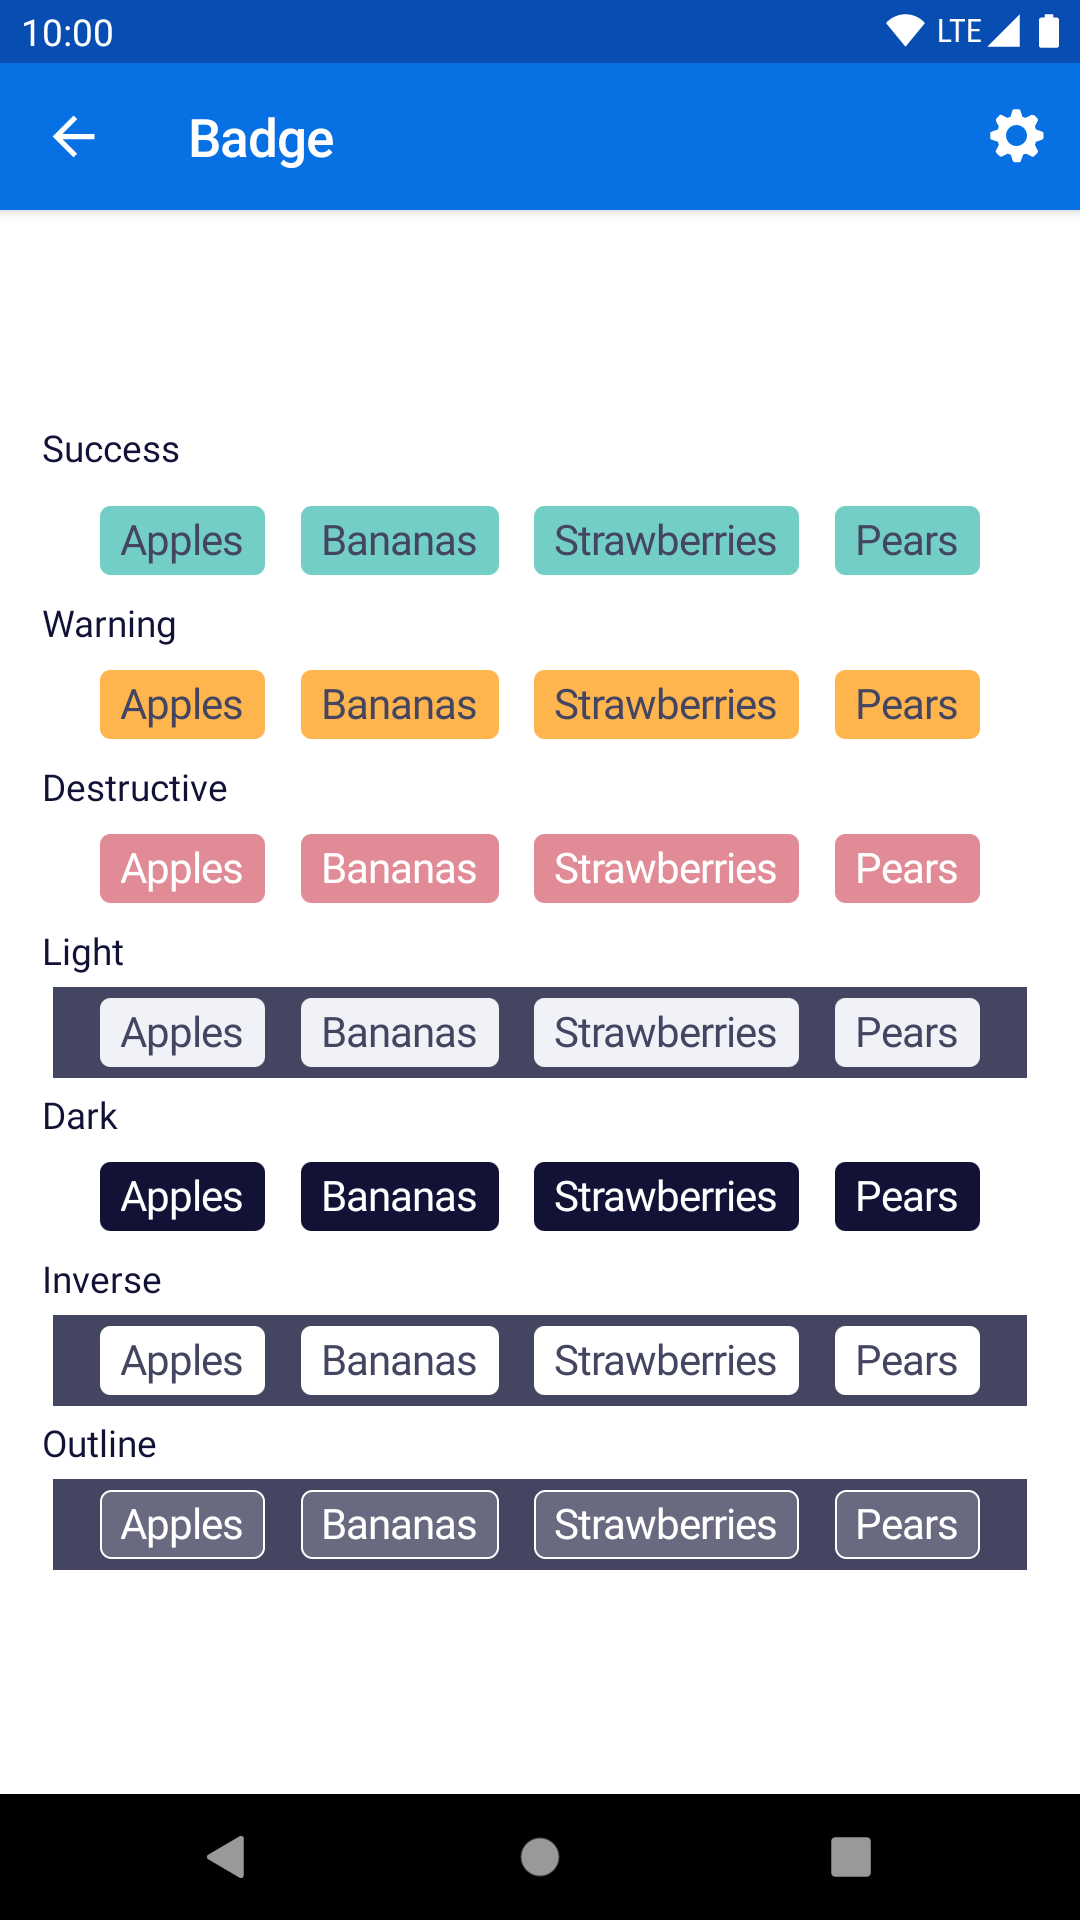 10:00 LTE
Badge
Success
Apples Bananas Strawberries Pears
Warning
Apples Bananas Strawberries Pears
Destructive
Apples Bananas Strawberries Pears
Light
Apples Bananas Strawberries Pears
Dark
Apples Bananas Strawberries Pears
Inverse
Apples Bananas Strawberries Pears
Outline
Apples Bananas Strawberries Pears